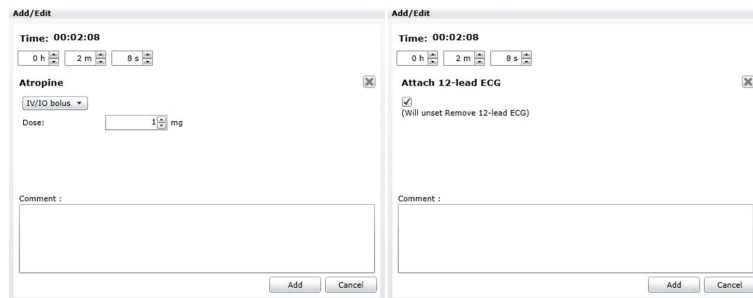 Add/Edit
Time: 00:02:08
0 h 2 m 8 s
Atropine
IV/IO bolus
Dose: 1 mg
Comment :
Add Cancel
Add/Edit
Time: 00:02:08
0 h 2 m 8 s
Attach 12-lead ECG
(Will unset Remove 12-lead ECG)
Comment :
Add Cancel